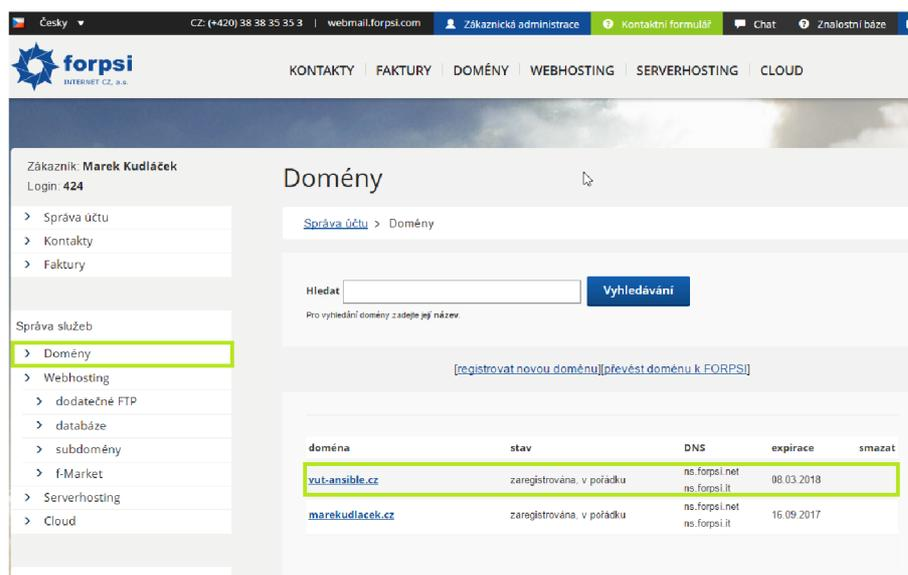 Česky
CZ: (+420) 38 38 35 35 3 | webmail.forpsi.com
Zákaznická administrace
Kontaktní formulář
Chat
Znalostní báze
forpsi
INTERNET CZ, a.s.
KONTAKTY
FAKTURY
DOMÉNY
WEBHOSTING
SERVERHOSTING
CLOUD
Zákazník: Marek Kudláček
Login: 424
Správa účtu
Kontakty
Faktury
Správa služeb
Domény
Webhosting
dodatečné FTP
databáze
subdomény
f-Market
Serverhosting
Cloud
Domény
Správa účtu > Domény
Hledat
Vyhledávání
Pro vyhledání domény zadejte její název.
[registrovat novou doménu][převést doménu k FORPSI]
doména stav DNS expirace smazat
vut-ansible.cz zaregistrována, v pořádku ns.forpsi.net 08.03.2018
ns.forpsi.it
marekudlacek.cz zaregistrována, v pořádku ns.forpsi.net 16.09.2017
ns.forpsi.it